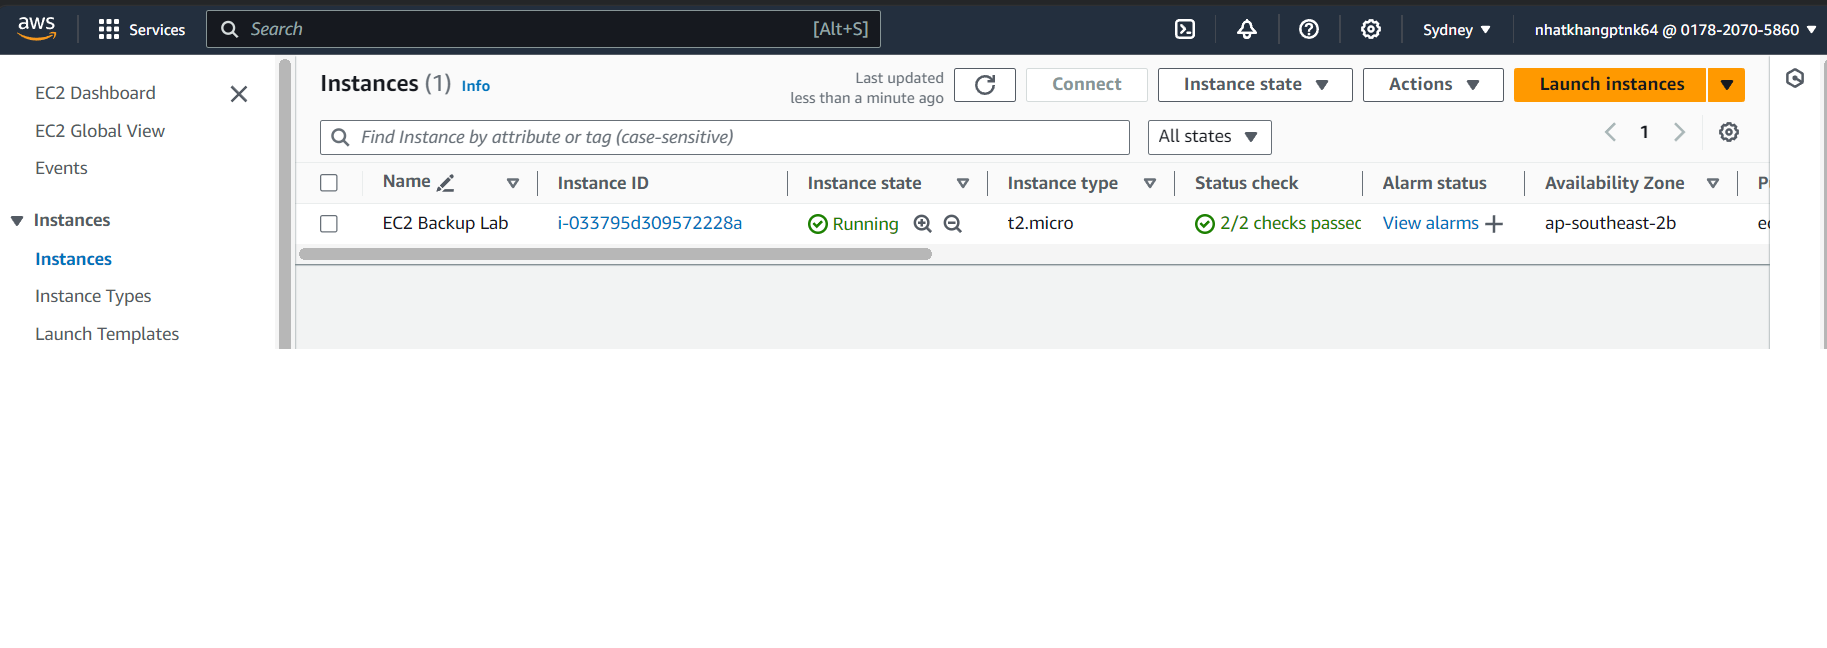 aws Services Search [Alt+S] Sydney nhatkhangptnk64 @ 0178-2070-5860
EC2 Dashboard
EC2 Global View
Events
Instances
Instances
Instance Types
Launch Templates
Instances (1) Info
Last updated
less than a minute ago
Connect Instance state Actions Launch instances
Find Instance by attribute or tag (case-sensitive) All states 1
Name Instance ID Instance state Instance type Status check Alarm status Availability Zone
EC2 Backup Lab i-033795d309572228a Running t2.micro 2/2 checks passed View alarms ap-southeast-2b